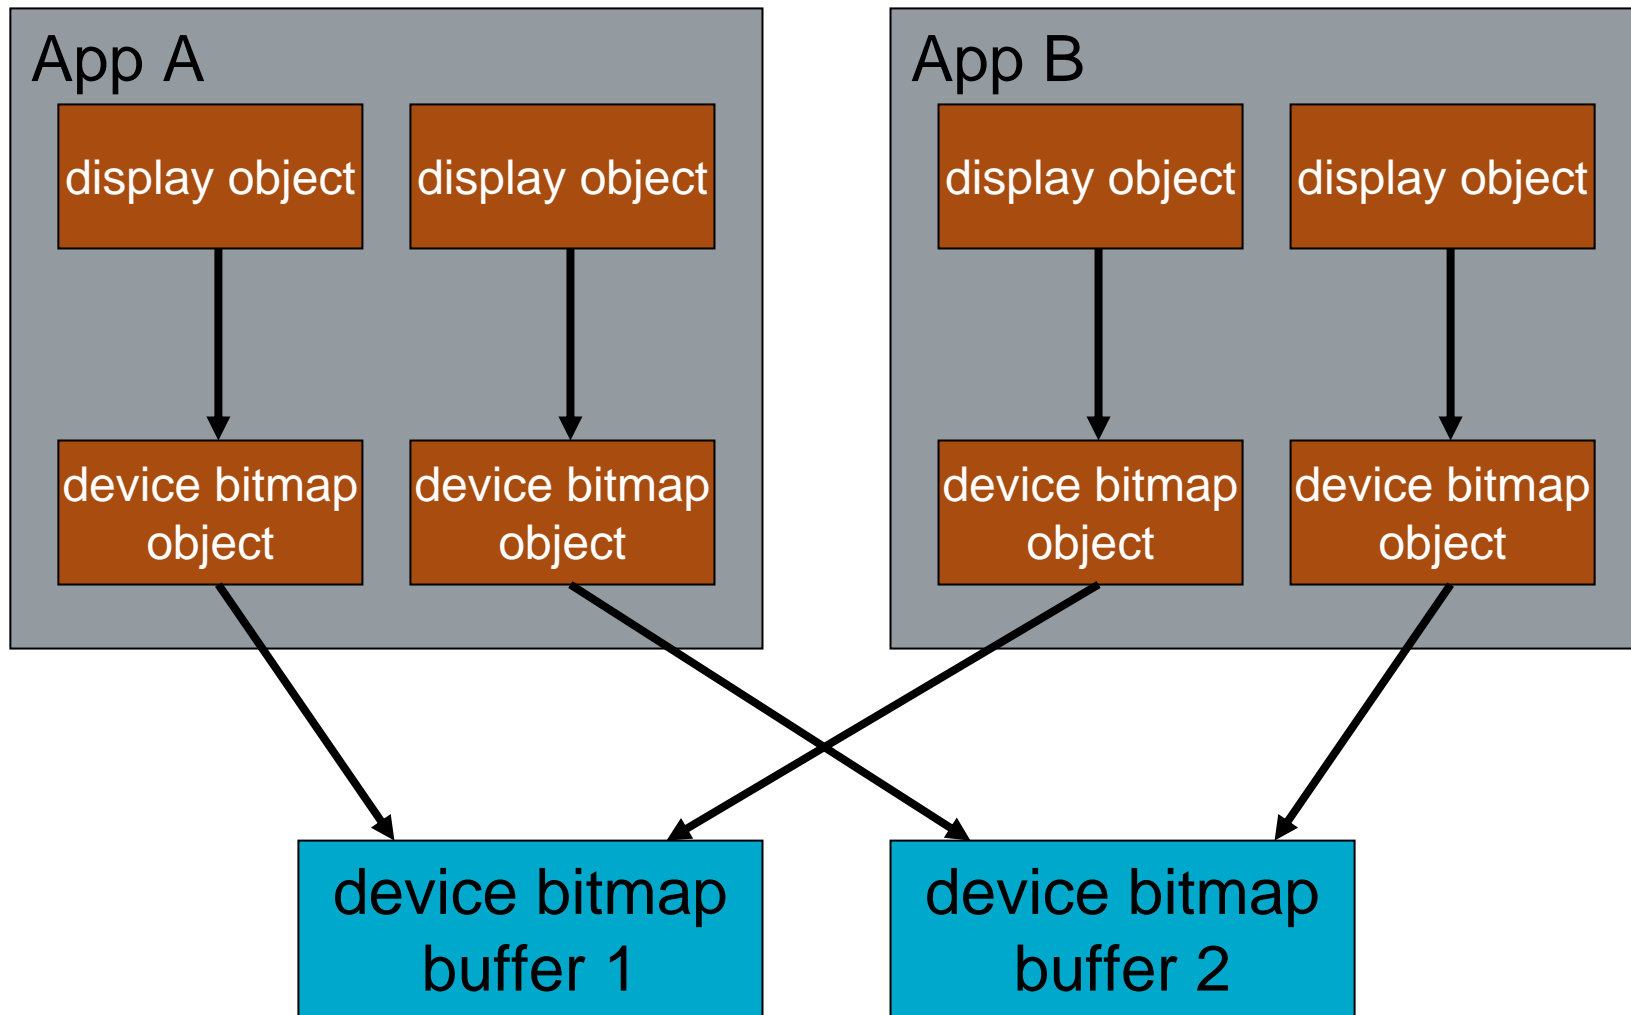 App A
display object
display object
device bitmap
object
device bitmap
object
App B
display object
display object
device bitmap
object
device bitmap
object
device bitmap
buffer 1
device bitmap
buffer 2